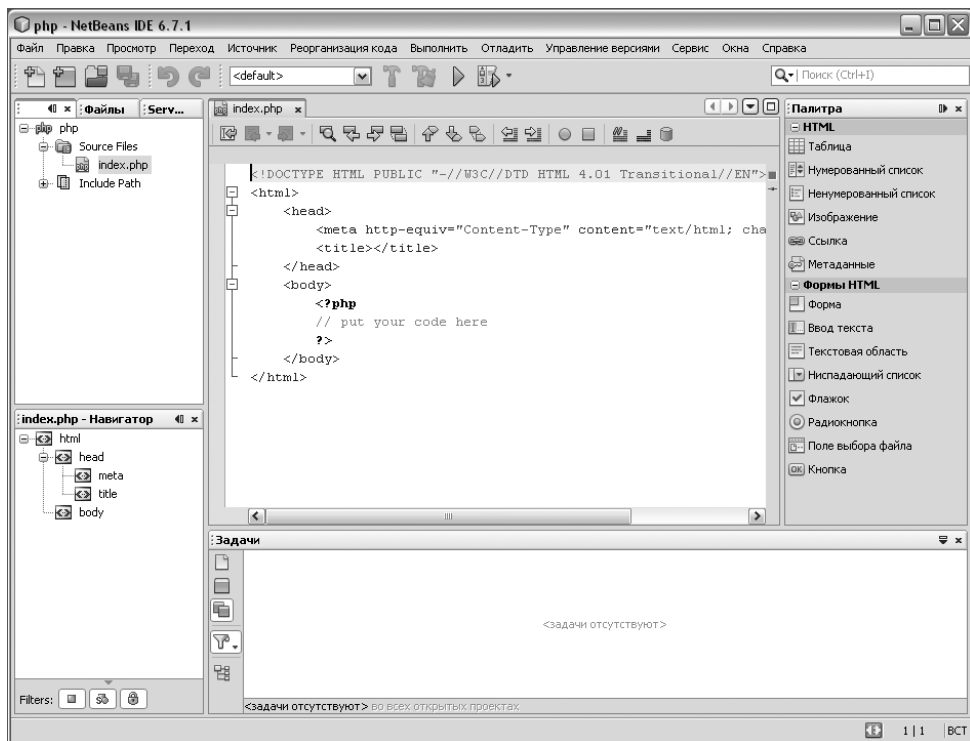 php - NetBeans IDE 6.7.1
Файл Правка Просмотр Переход Источник Реорганизация кода Выполнить Отладить Управление версиями Сервис Окна Справка
<default>
Поиск (Ctrl+I)
Файлы Serv...
php
Source Files
index.php
Include Path
index.php
<!DOCTYPE HTML PUBLIC "-//W3C//DTD HTML 4.01 Transitional//EN">
<html>
<head>
<meta http-equiv="Content-Type" content="text/html; cha
<title></title>
</head>
<body>
<?php
// put your code here
?>
</body>
</html>
Палитра
HTML
Таблица
Нумерованный список
Ненумерованный список
Изображение
Ссылка
Метаданные
Формы HTML
Форма
Ввод текста
Текстовая область
Ниспадающий список
Флажок
Радиокнопка
Поле выбора файла
Кнопка
index.php - Навигатор
html
head
meta
title
body
Filters:
Задачи
<задачи отсутствуют>
<задачи отсутствуют> во всех открытых проектах
1 | 1 ВСТ